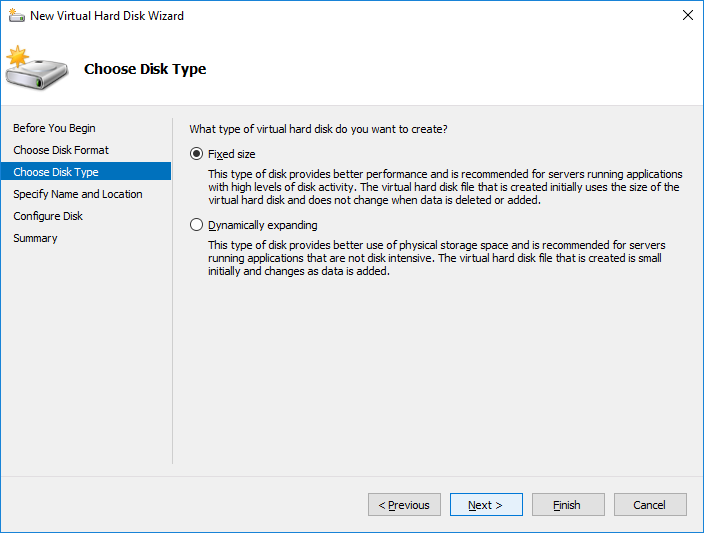 New Virtual Hard Disk Wizard
Choose Disk Type
Before You Begin
Choose Disk Format
Choose Disk Type
Specify Name and Location
Configure Disk
Summary
What type of virtual hard disk do you want to create?
Fixed size
This type of disk provides better performance and is recommended for servers running applications
with high levels of disk activity. The virtual hard disk file that is created initially uses the size of the
virtual hard disk and does not change when data is deleted or added.
Dynamically expanding
This type of disk provides better use of physical storage space and is recommended for servers
running applications that are not disk intensive. The virtual hard disk file that is created is small
initially and changes as data is added.
< Previous
Next >
Finish
Cancel